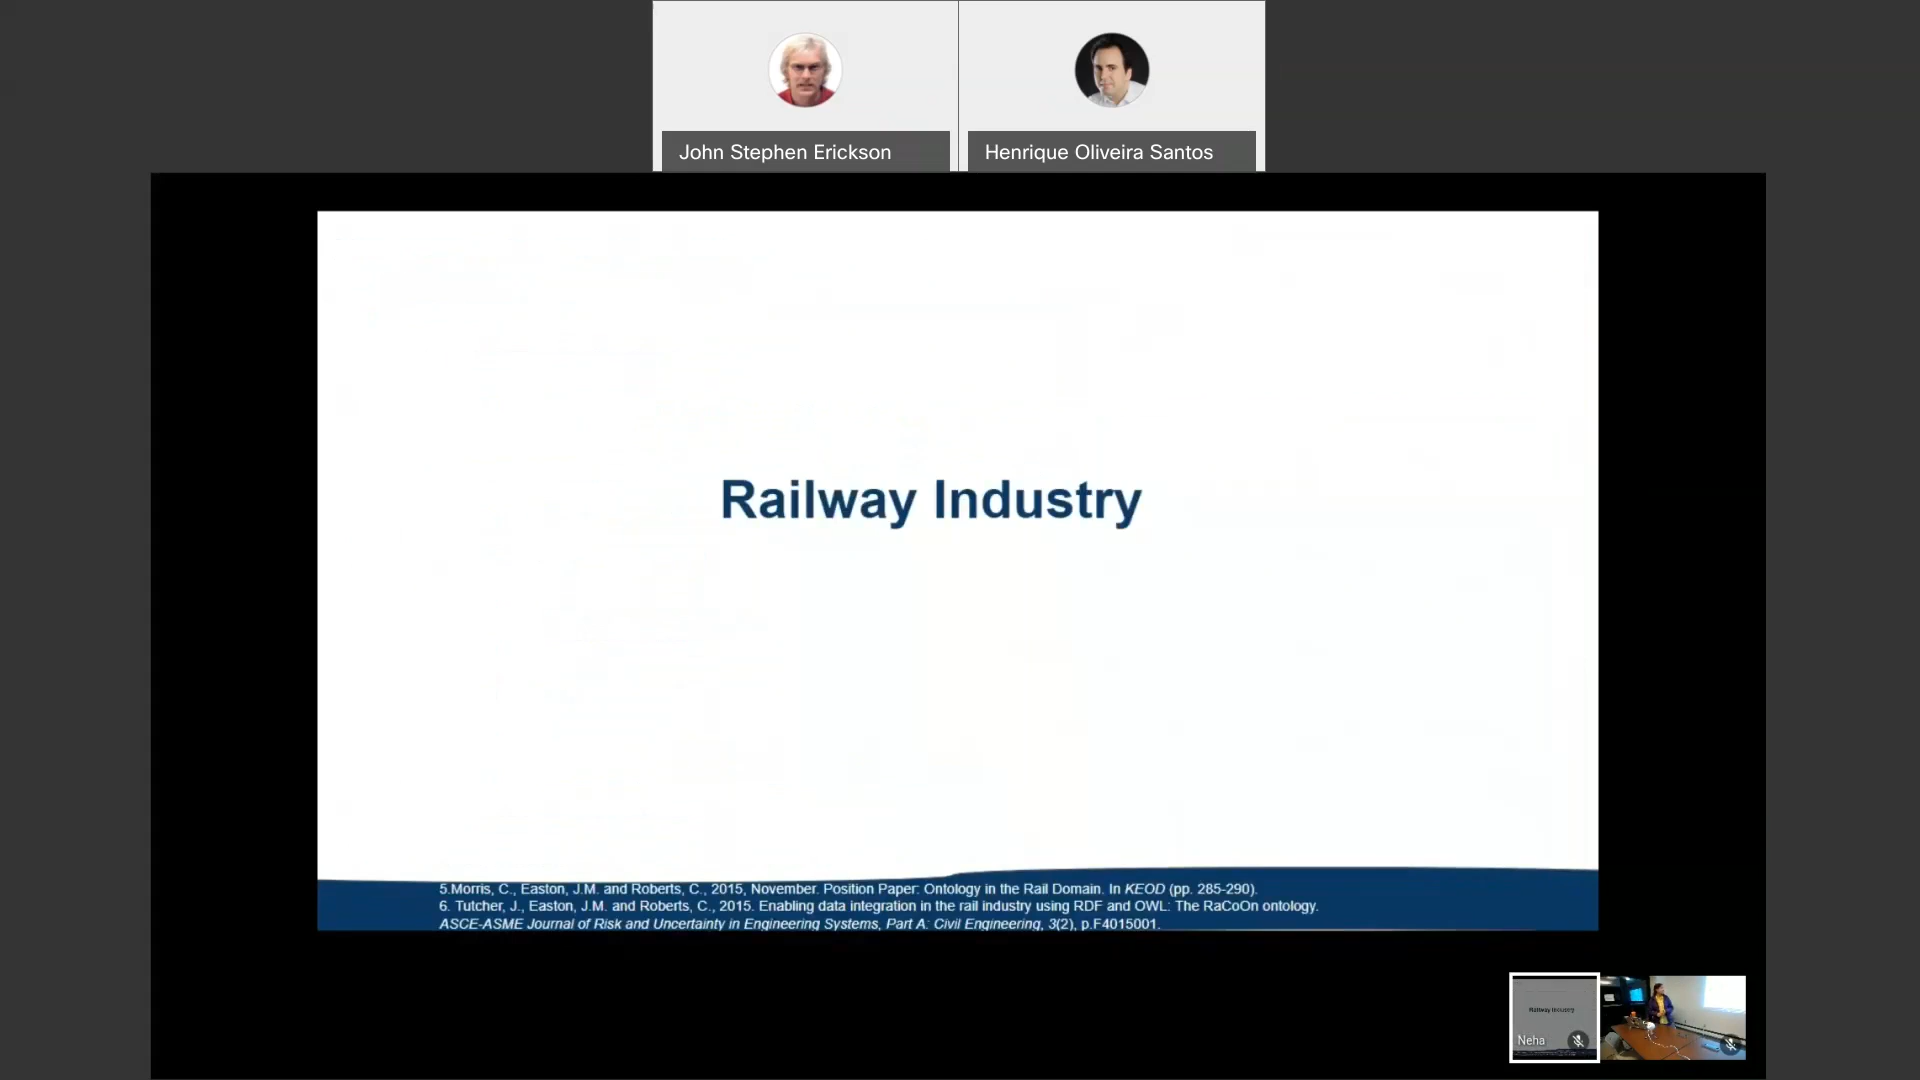 John Stephen Erickson
Henrique Oliveira Santos
Railway Industry
5.Morris, C., Easton, J.M. and Roberts, C., 2015, November. Position Paper: Ontology in the Rail Domain. In KEOD (pp. 285-290).
6. Tutcher, J., Easton, J.M. and Roberts, C., 2015. Enabling data integration in the rail industry using RDF and OWL: The RaCoOn ontology.
ASCE-ASME Journal of Risk and Uncertainty in Engineering Systems, Part A: Civil Engineering, 3(2), p.F4015001.
Railway Industry
Neha